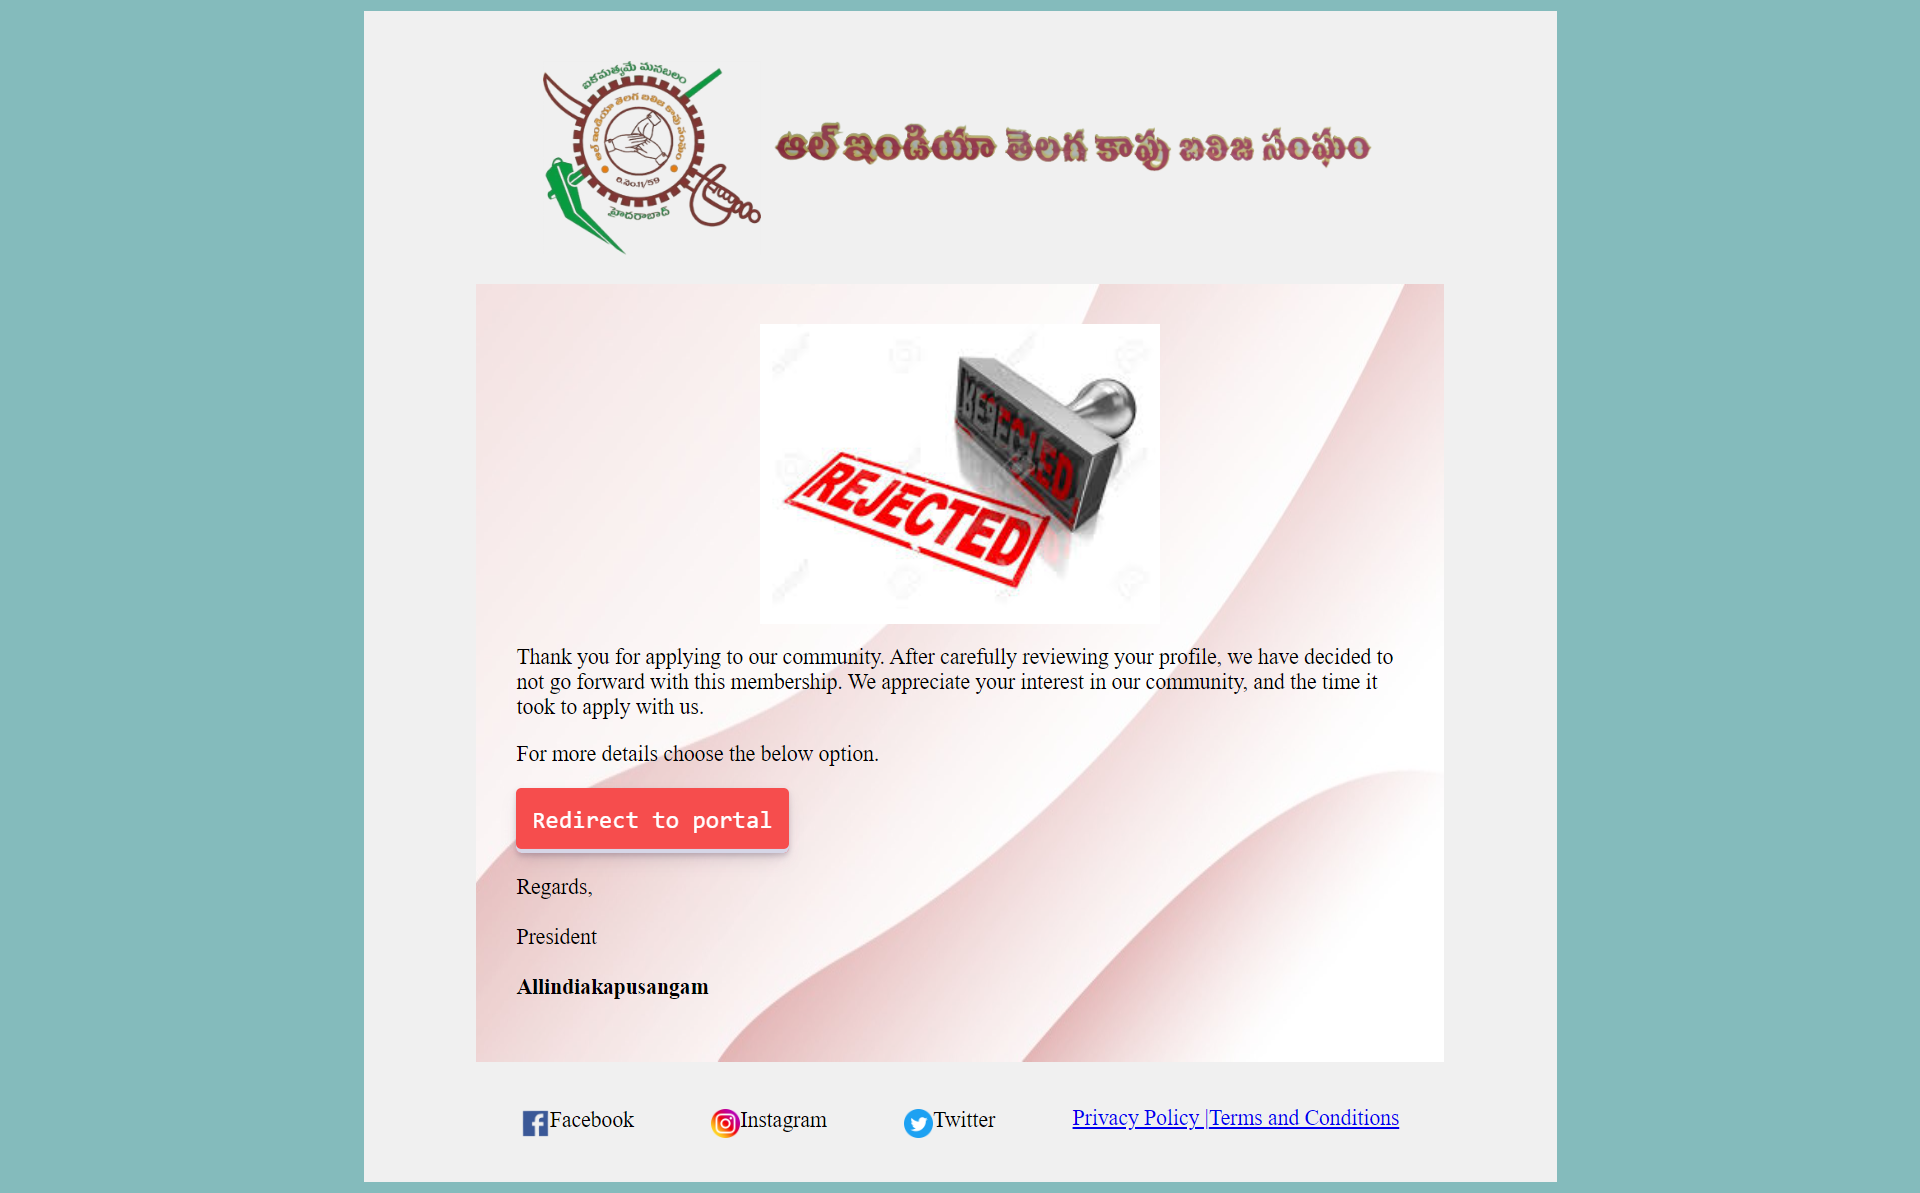 ఐకమత్యమే మనబలం
ఆల్ ఇండియా తెలగ బలిజ కాపు సంఘం
రి.నెం.11/59
హైదరాబాద్
ఆల్ ఇండియా తెలగ కాపు బలిజ సంఘం
REJECTED
REJECTED
Thank you for applying to our community. After carefully reviewing your profile, we have decided to
not go forward with this membership. We appreciate your interest in our community, and the time it
took to apply with us.
For more details choose the below option.
Redirect to portal
Regards,
President
Allindiakapusangam
Facebook Instagram Twitter Privacy Policy |Terms and Conditions